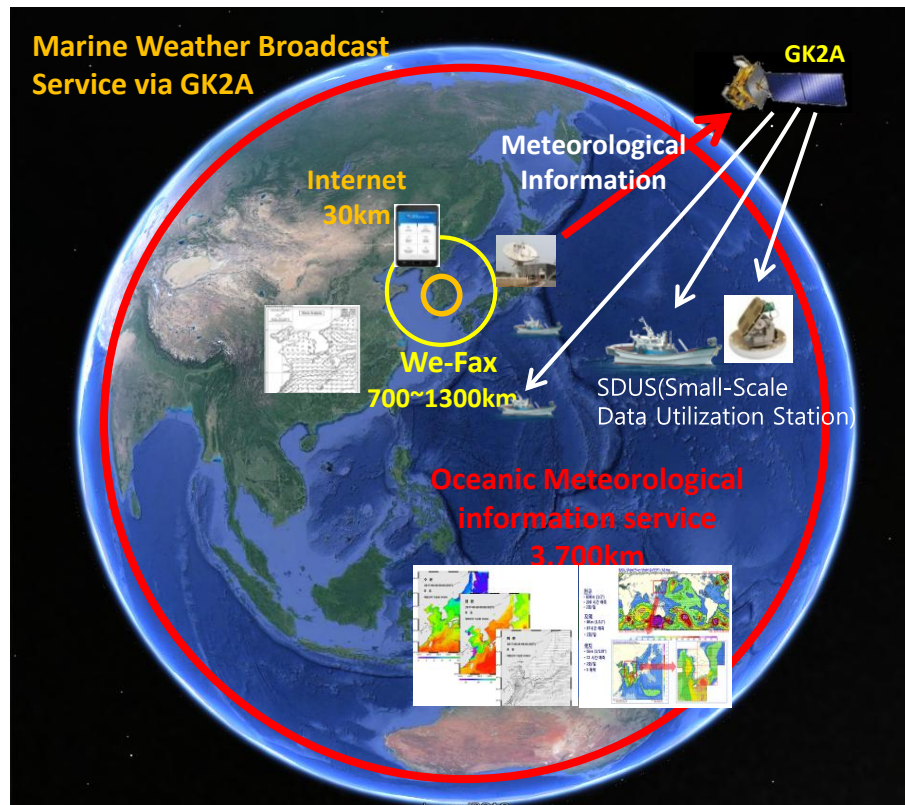 Marine Weather Broadcast
Service via GK2A
GK2A
Meteorological
Information
Internet
30km
We-Fax
700~1300km
SDUS(Small-Scale
Data Utilization Station)
Oceanic Meteorological
information service
3,700km